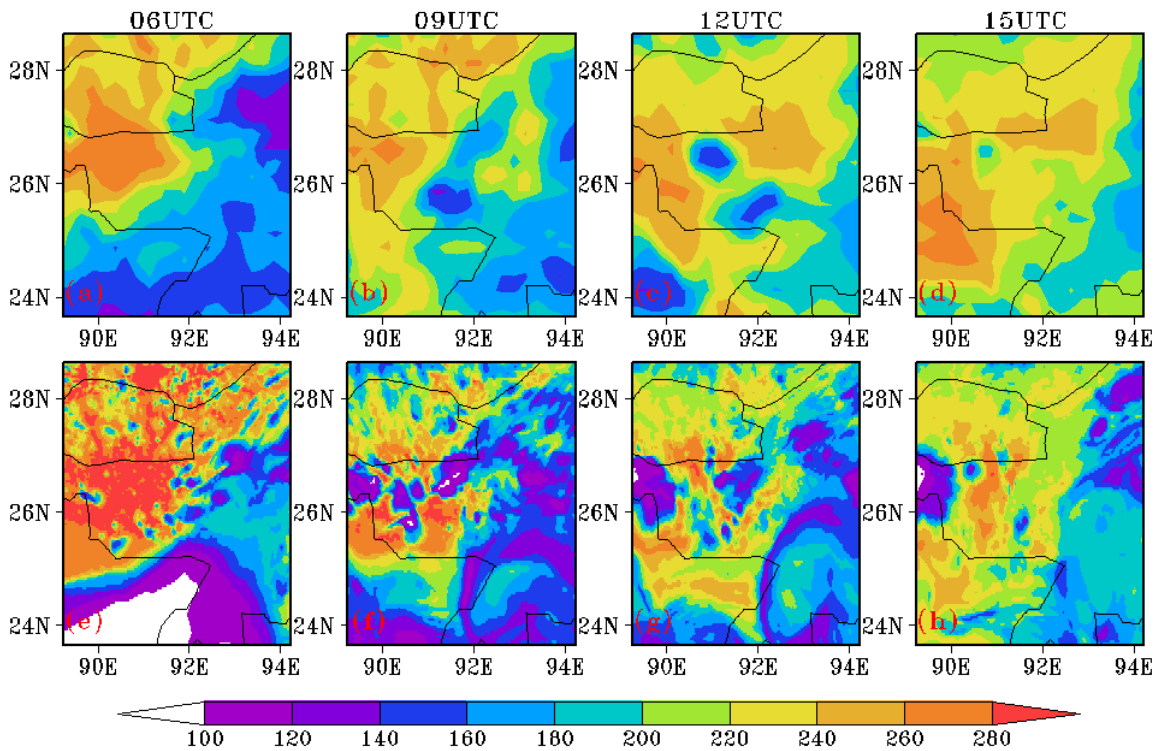 06UTC 09UTC 12UTC 15UTC
28N 28N 28N 28N
26N 26N 26N 26N
24N 24N 24N 24N
(a) (b) (c) (d)
90E 92E 94E 90E 92E 94E 90E 92E 94E 90E 92E 94E
28N 28N 28N 28N
26N 26N 26N 26N
24N 24N 24N 24N
(e) (f) (g) (h)
90E 92E 94E 90E 92E 94E 90E 92E 94E 90E 92E 94E
100 120 140 160 180 200 220 240 260 280